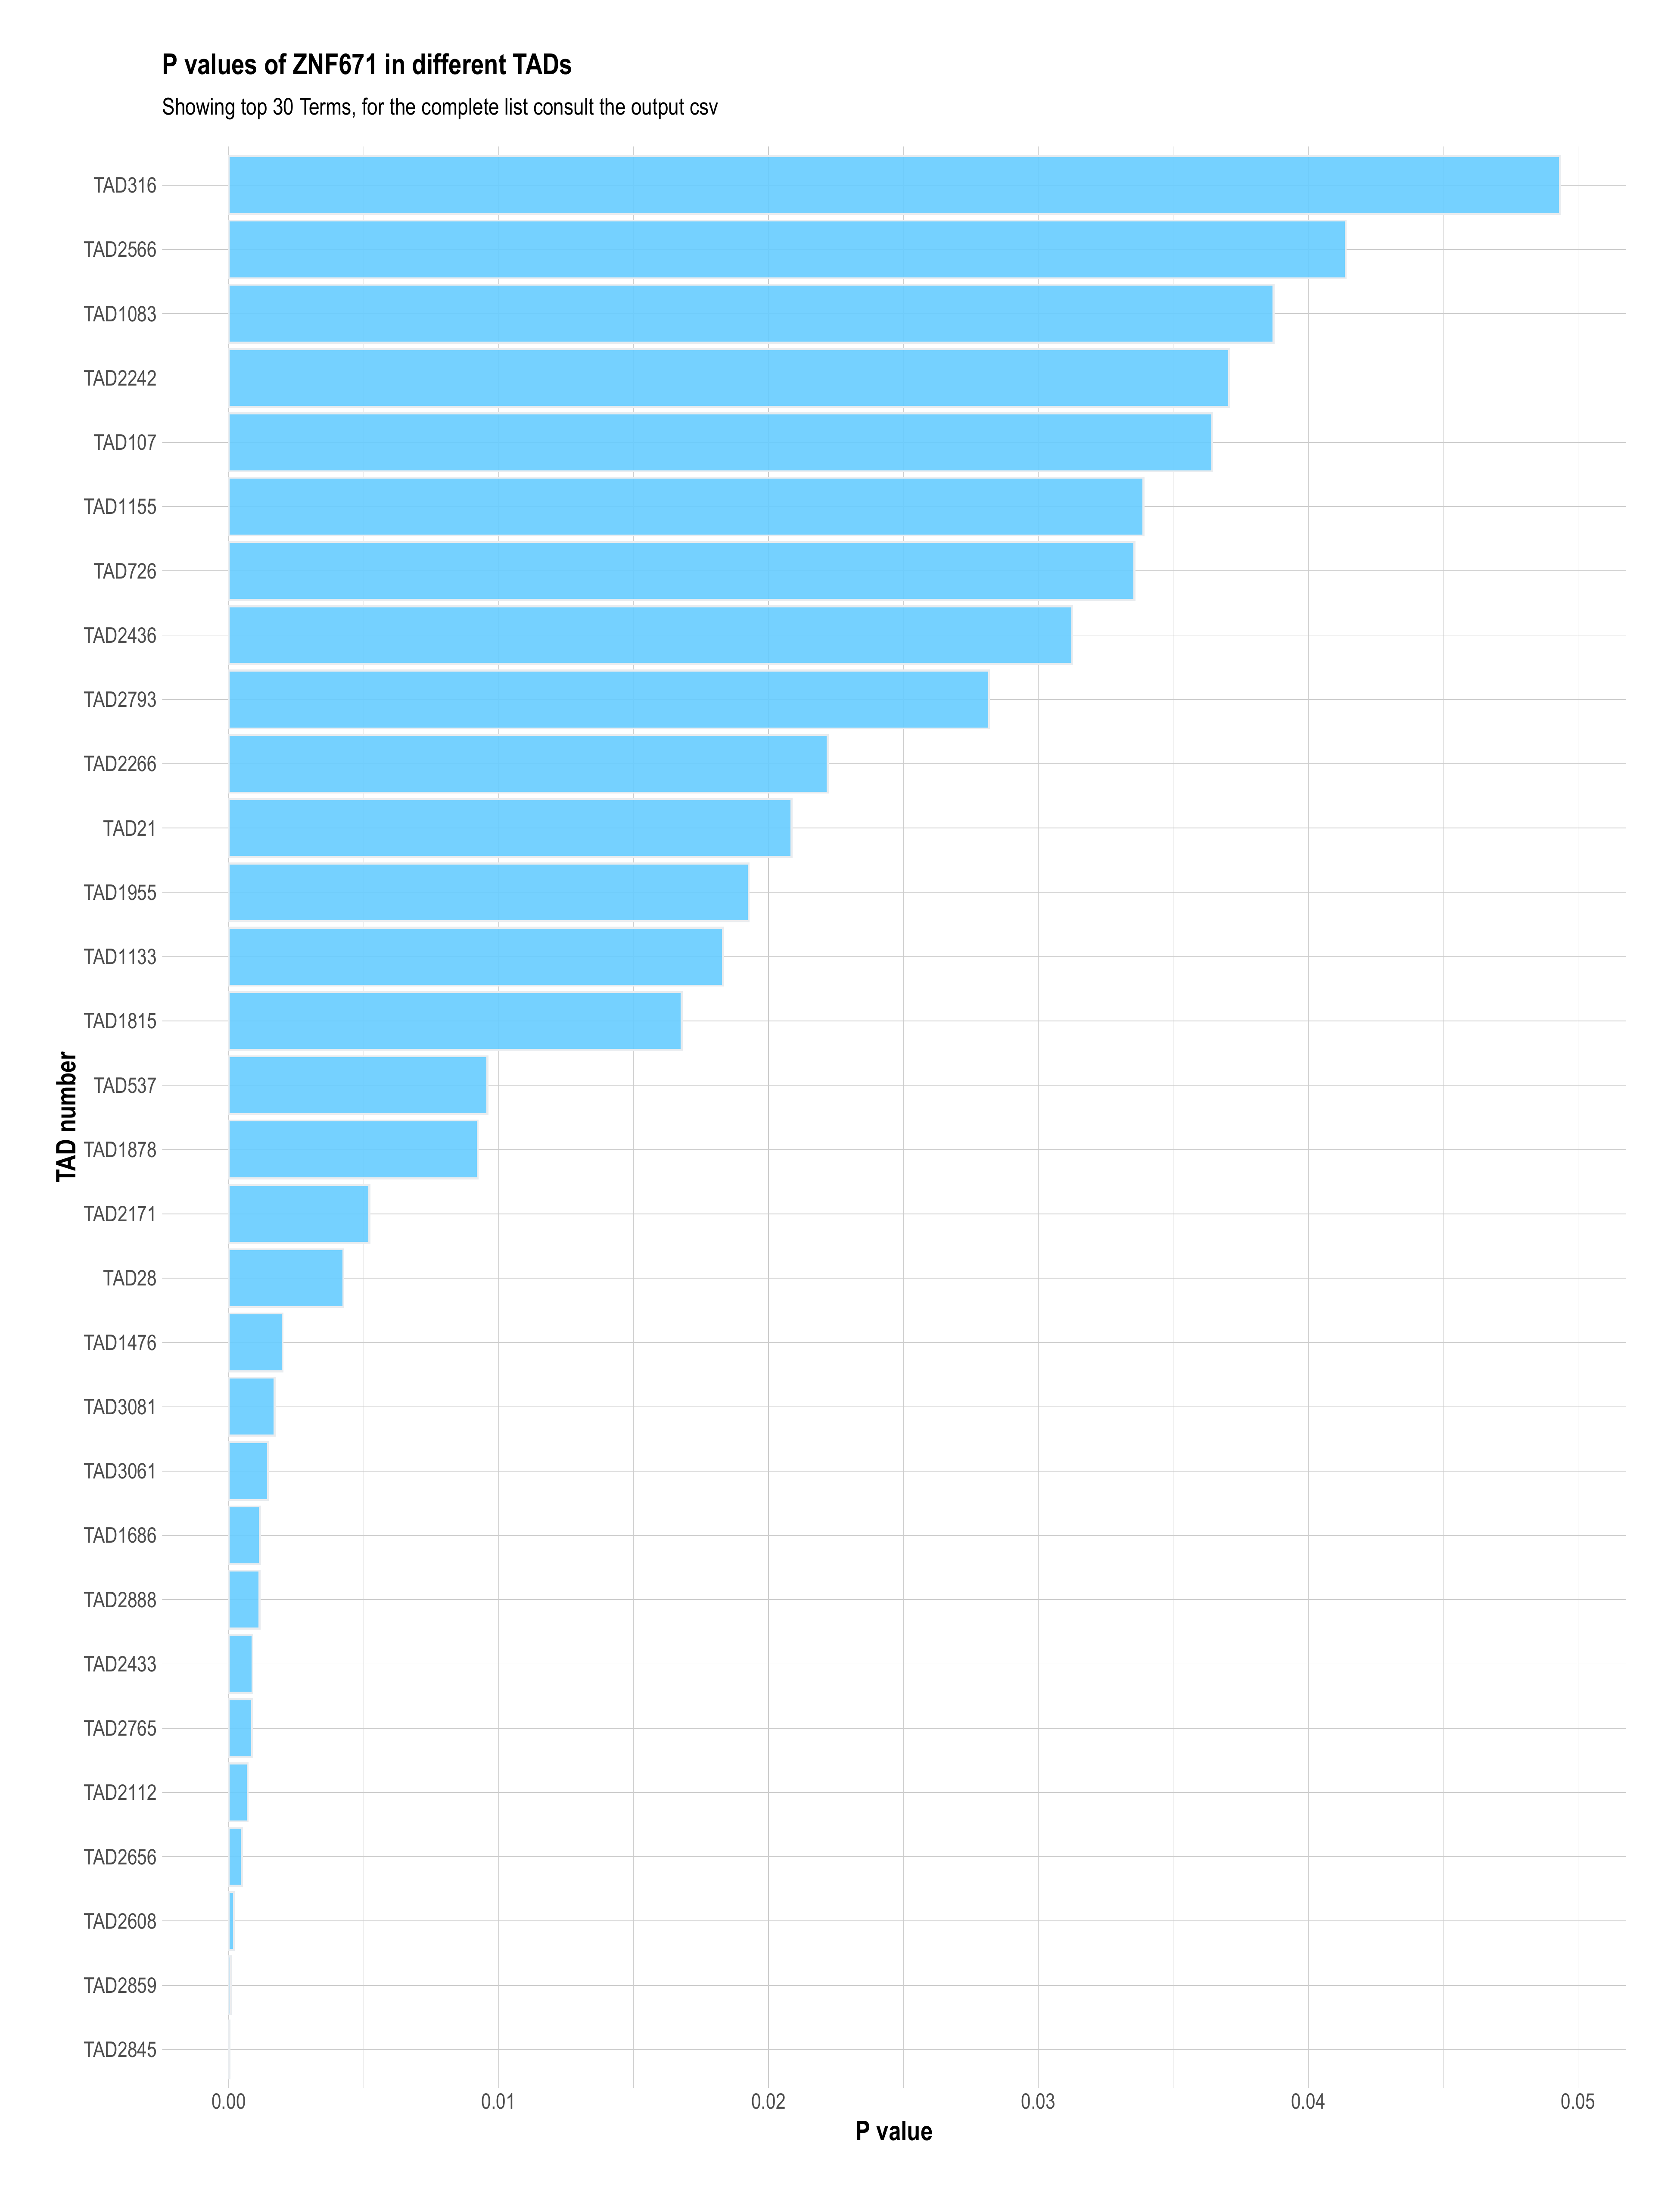 P values of ZNF671 in different TADs
Showing top 30 Terms, for the complete list consult the output csv
TAD316
TAD2566
TAD1083
TAD2242
TAD107
TAD1155
TAD726
TAD2436
TAD2793
TAD2266
TAD21
TAD1955
TAD1133
TAD1815
TAD537
TAD1878
TAD2171
TAD28
TAD1476
TAD3081
TAD3061
TAD1686
TAD2888
TAD2433
TAD2765
TAD2112
TAD2656
TAD2608
TAD2859
TAD2845
TAD number
0.00 0.01 0.02 0.03 0.04 0.05
P value